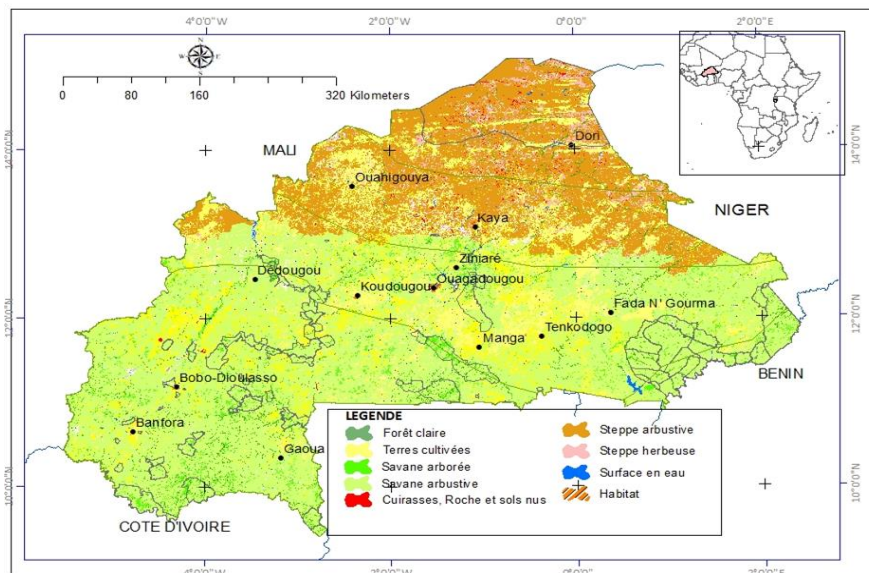 4°0'0"W 2°0'0"W 0°0'0" 2°0'0"E
N
W E
S
0 80 160 320 Kilometers
14°0'0"N 14°0'0"N
MALI
Dori
Ouahigouya
NIGER
Kaya
Ziniaré
Dédougou
Ouagadougou
Koudougou
12°0'0"N 12°0'0"N
Fada N' Gourma
Tenkodogo
Manga
BENIN
Bobo-Dioulasso
Banfora
Gaoua
COTE D'IVOIRE
10°0'0"N 10°0'0"N
LEGENDE
Forêt claire
Terres cultivées
Savane arborée
Savane arbustive
Cuirasses, Roche et sols nus
Steppe arbustive
Steppe herbeuse
Surface en eau
Habitat